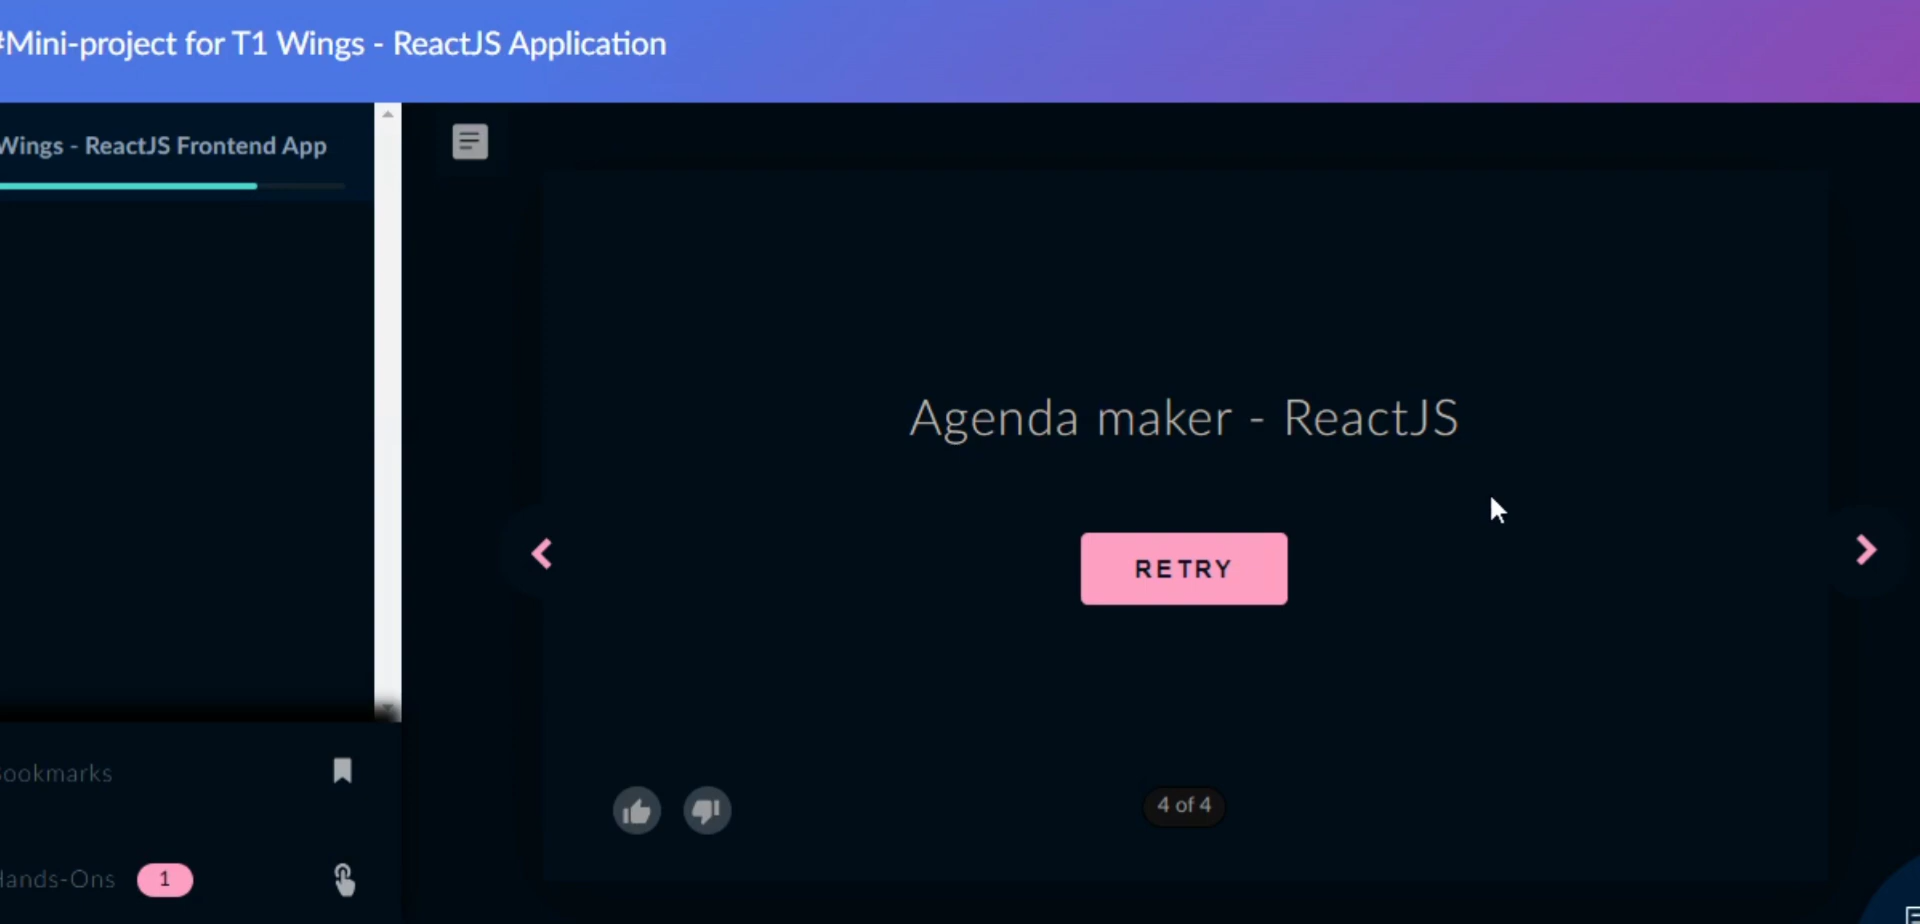 #Mini-project for T1 Wings - ReactJS Application
Wings - ReactJS Frontend App
Agenda maker - ReactJS
RETRY
4 of 4
ookmarks
Hands-Ons 1